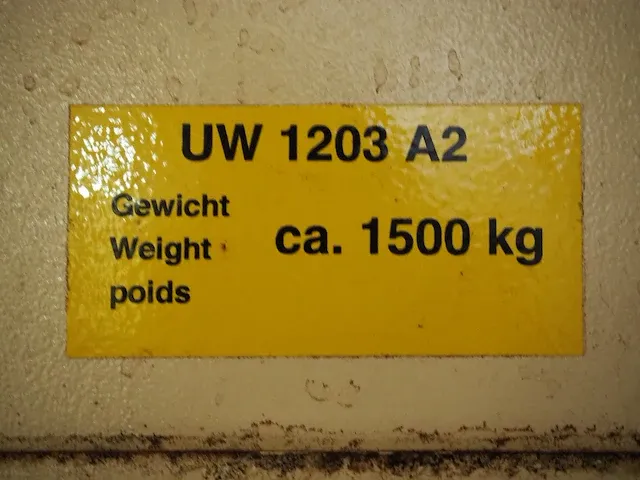 UW 1203 A2
Gewicht
Weight ca. 1500 kg
poids